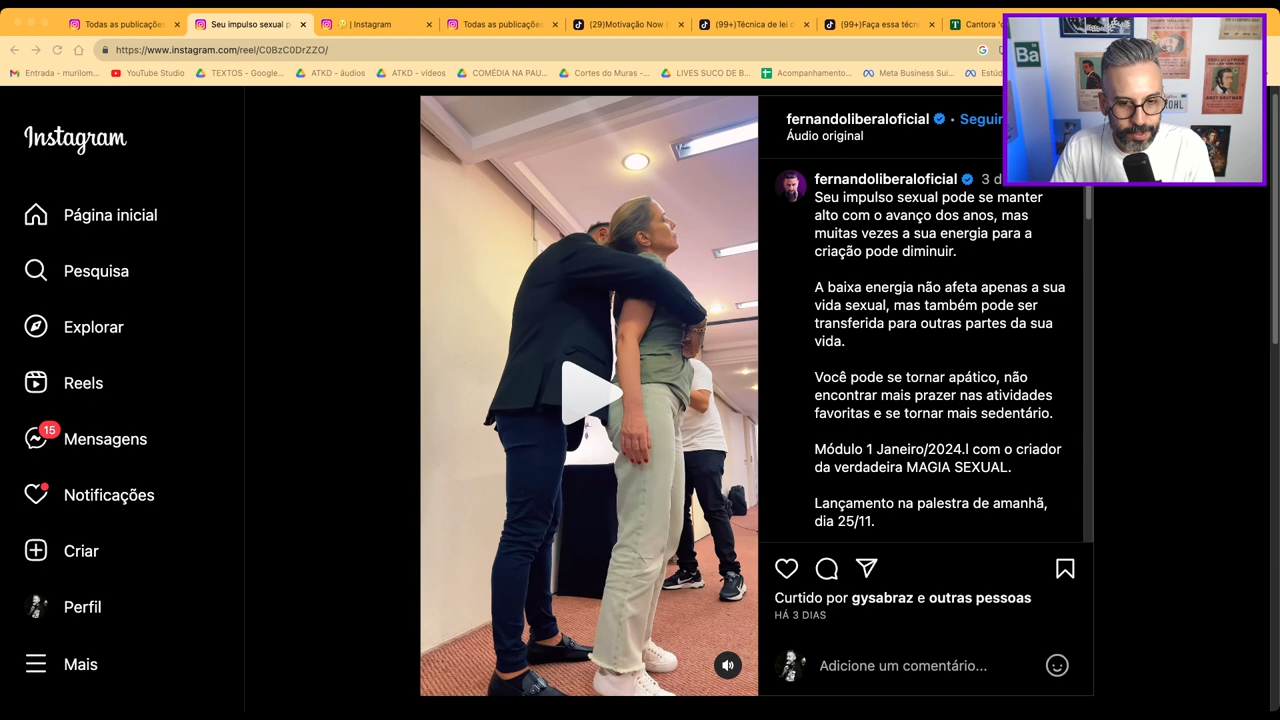 Todas as publicaçõe
Seu impulso sexual p
| Instagram
Todas as publicaçõe
(29)Motivação Now
(99+)Técnica de lei
(99+)Faça essa técn
Cantora
https://www.instagram.com/reel/C0BzC0DrZZO/
Entrada - murilom...
YouTube Studio
TEXTOS - Google...
ATKD - áudios
ATKD - vídeos
COMÉDIA NA PAU...
Cortes do Muras -...
LIVES SUCO DE B...
Acompanhamento...
Meta Business Sui...
Estúd
Ba
Instagram
Página inicial
Pesquisa
Explorar
Reels
15
Mensagens
Notificações
Criar
Perfil
Mais
fernandoliberaloficial • Seguir
Áudio original
fernandoliberaloficial 3 d
Seu impulso sexual pode se manter
alto com o avanço dos anos, mas
muitas vezes a sua energia para a
criação pode diminuir.
A baixa energia não afeta apenas a sua
vida sexual, mas também pode ser
transferida para outras partes da sua
vida.
Você pode se tornar apático, não
encontrar mais prazer nas atividades
favoritas e se tornar mais sedentário.
Módulo 1 Janeiro/2024.l com o criador
da verdadeira MAGIA SEXUAL.
Lançamento na palestra de amanhã,
dia 25/11.
Curtido por gysabraz e outras pessoas
HÁ 3 DIAS
Adicione um comentário...